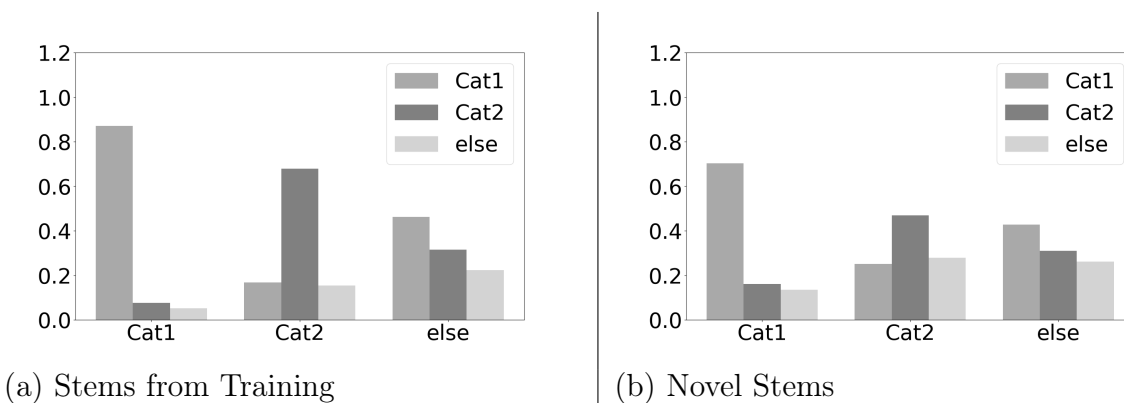 1.2
1.0
0.8
0.6
0.4
0.2
0.0
Cat1
Cat2
else
Cat1 Cat2 else
(a) Stems from Training
1.2
1.0
0.8
0.6
0.4
0.2
0.0
Cat1
Cat2
else
Cat1 Cat2 else
(b) Novel Stems